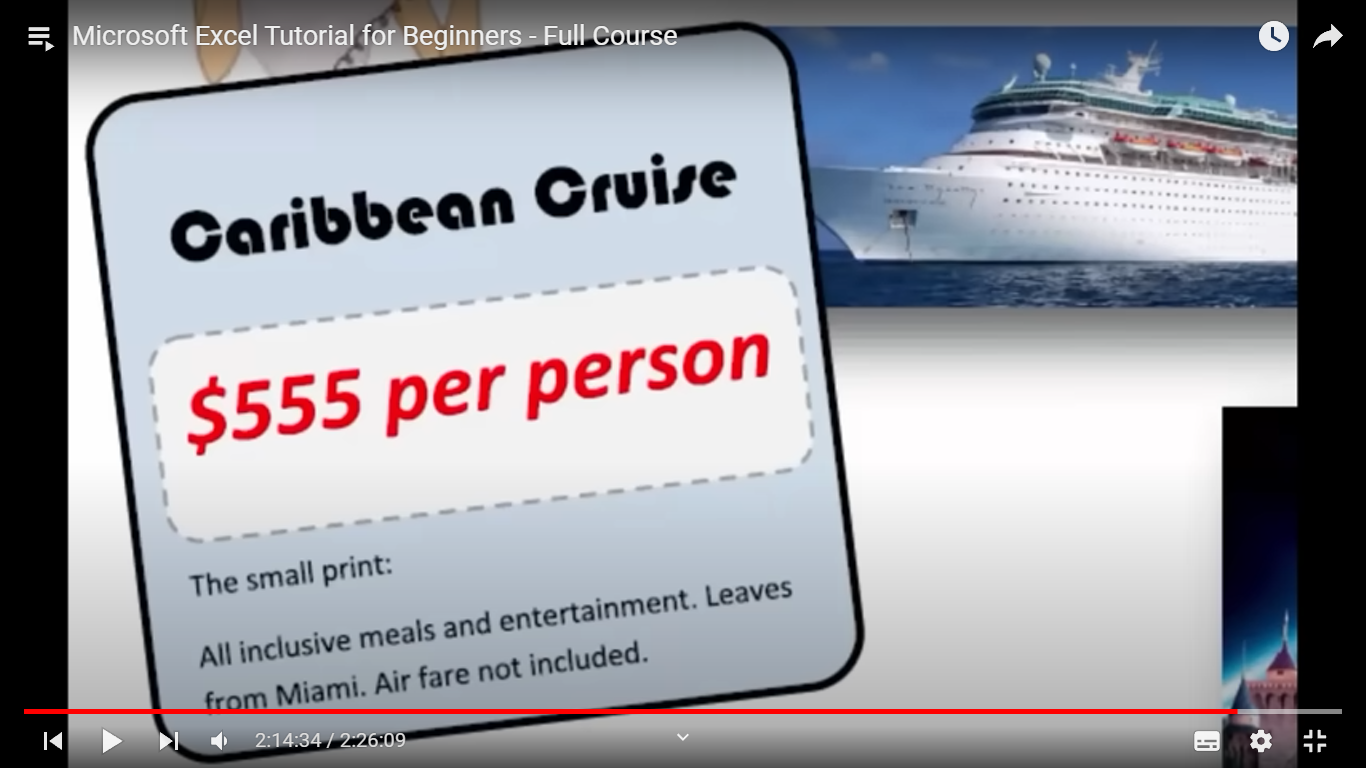 Microsoft Excel Tutorial for Beginners - Full Course
Caribbean Cruise
$555 per person
The small print:
All inclusive meals and entertainment. Leaves
from Miami. Air fare not included.
2:14:34 / 2:26:09